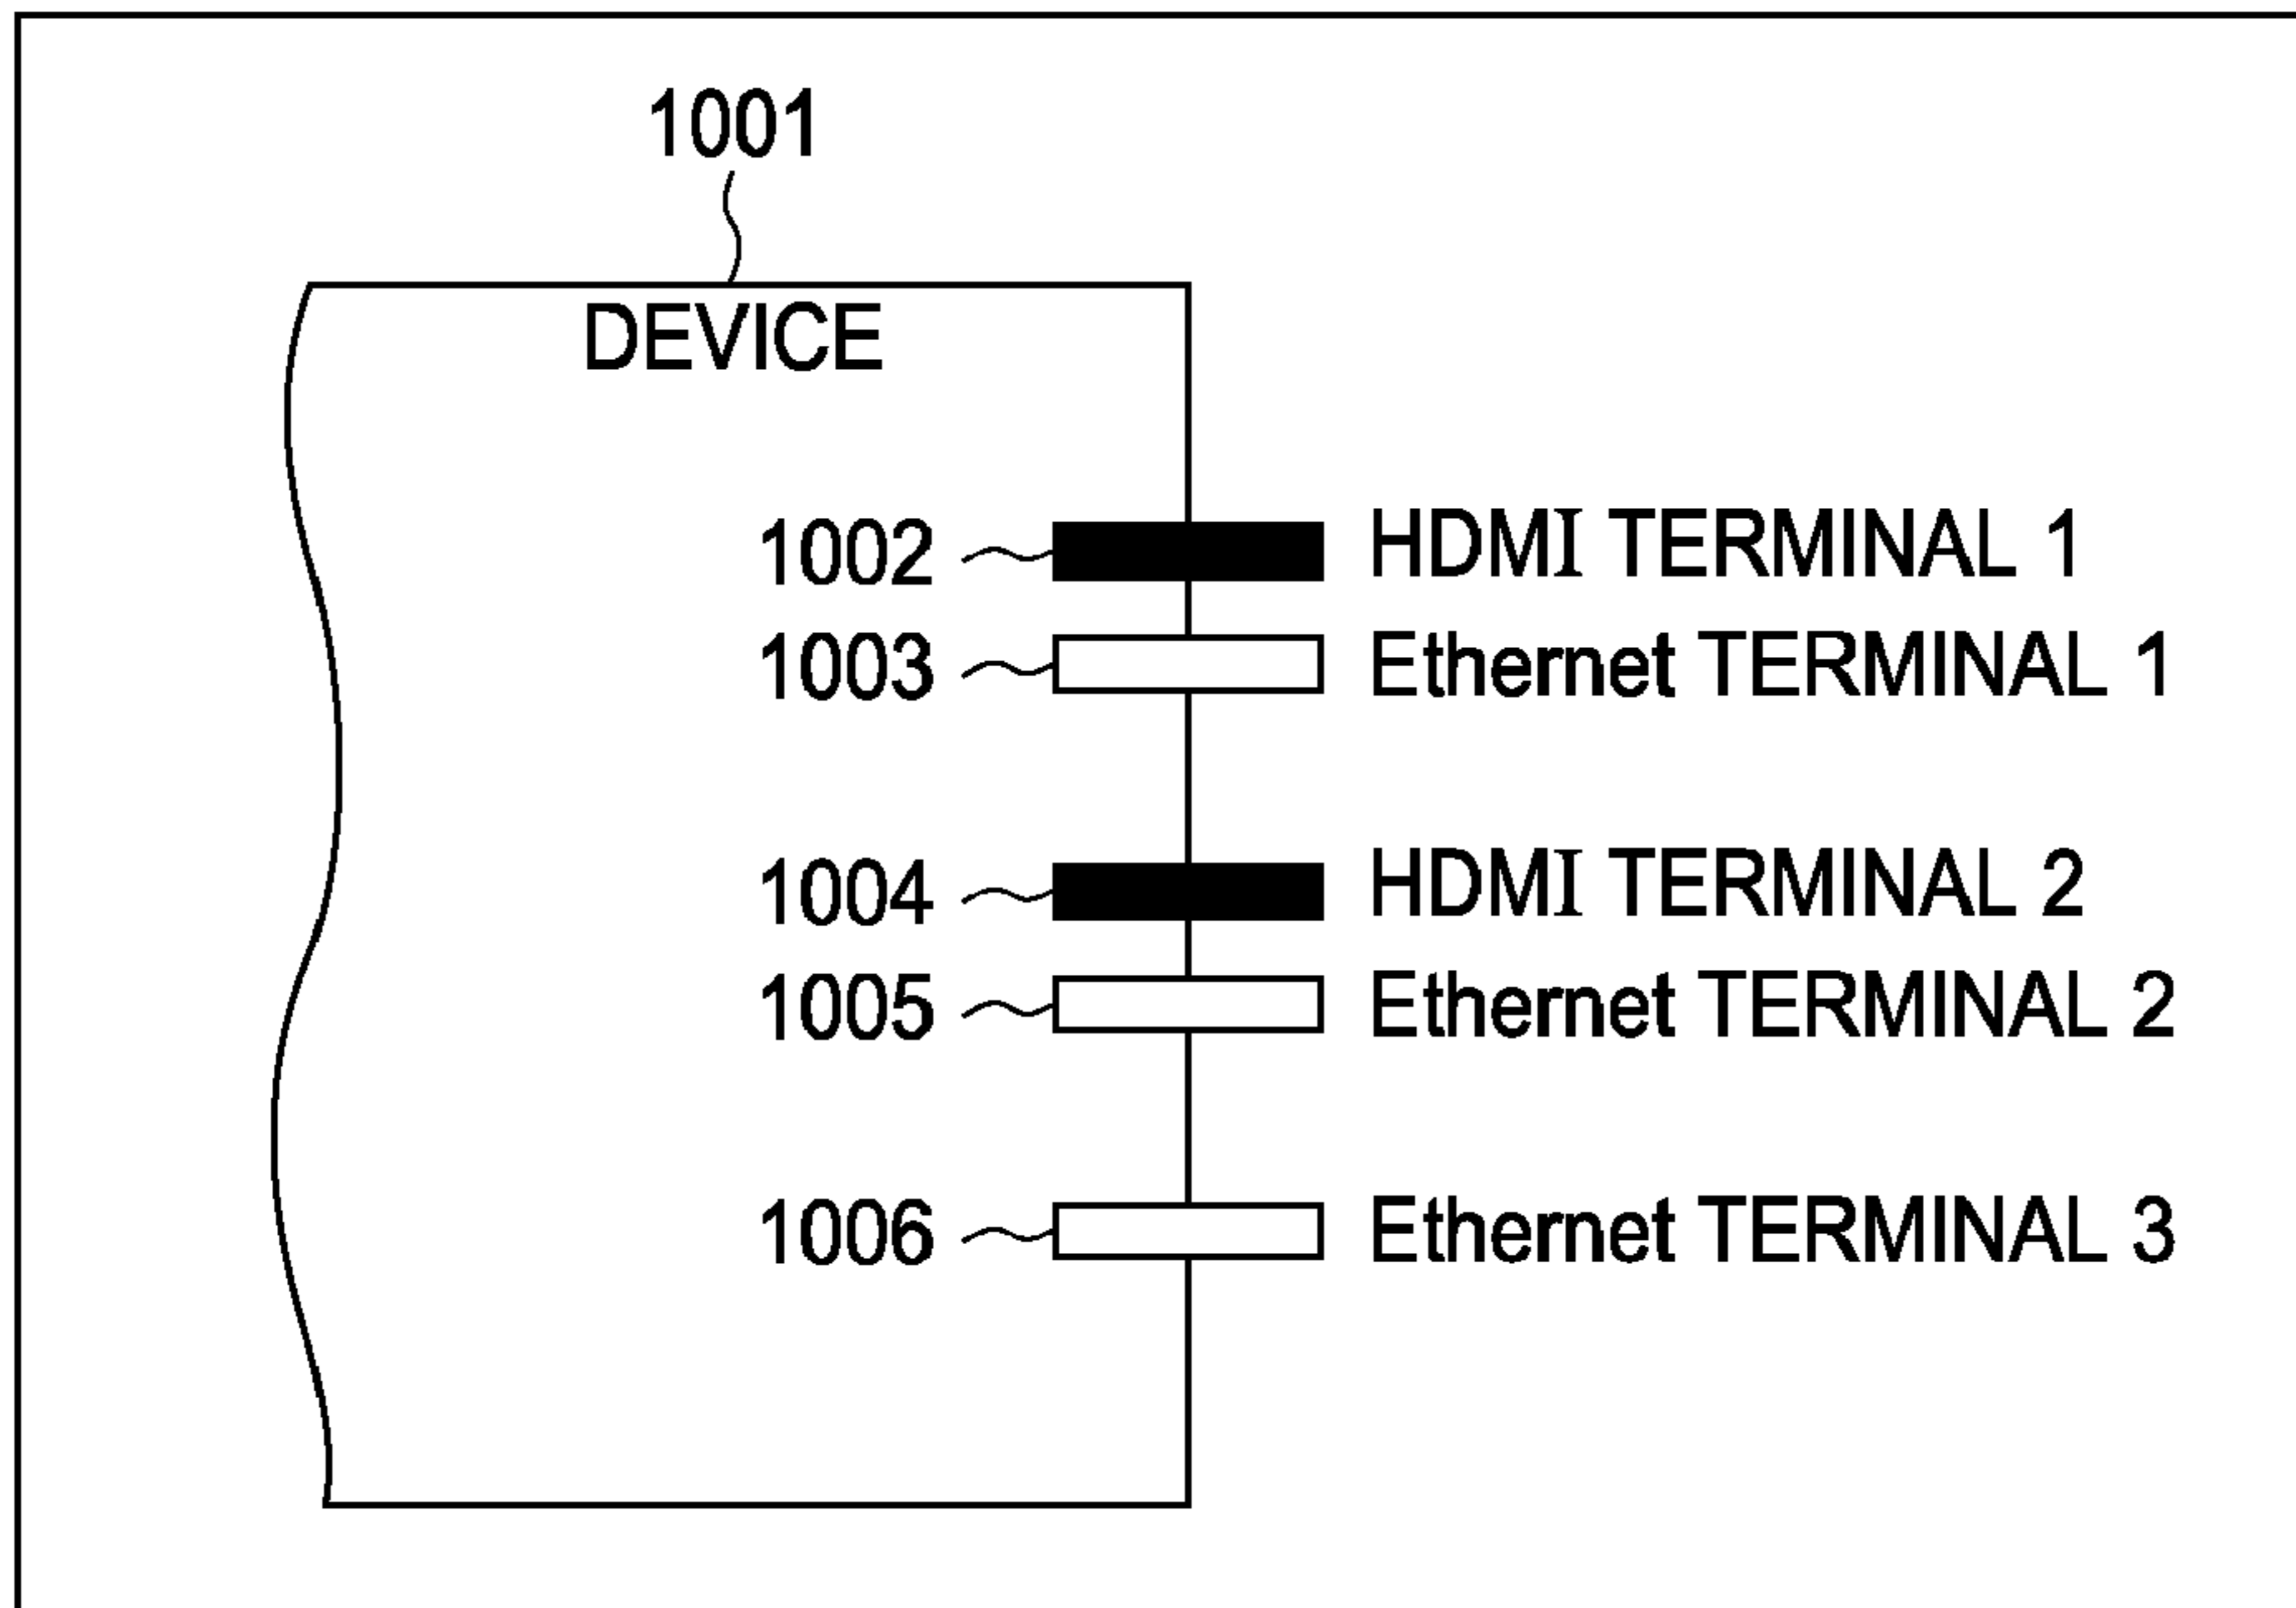 1001
DEVICE
1002 HDMI TERMINAL 1
1003 Ethernet TERMINAL 1
1004 HDMI TERMINAL 2
1005 Ethernet TERMINAL 2
1006 Ethernet TERMINAL 3